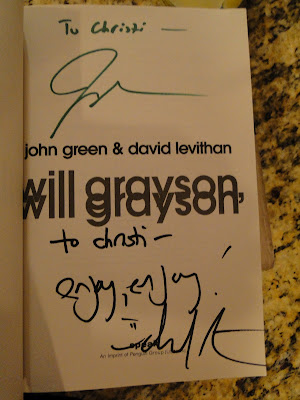 To Christi —
john green & david levithan
will grayson,
will grayson
to christi —
enjoy, enjoy!
An imprint of Penguin Group